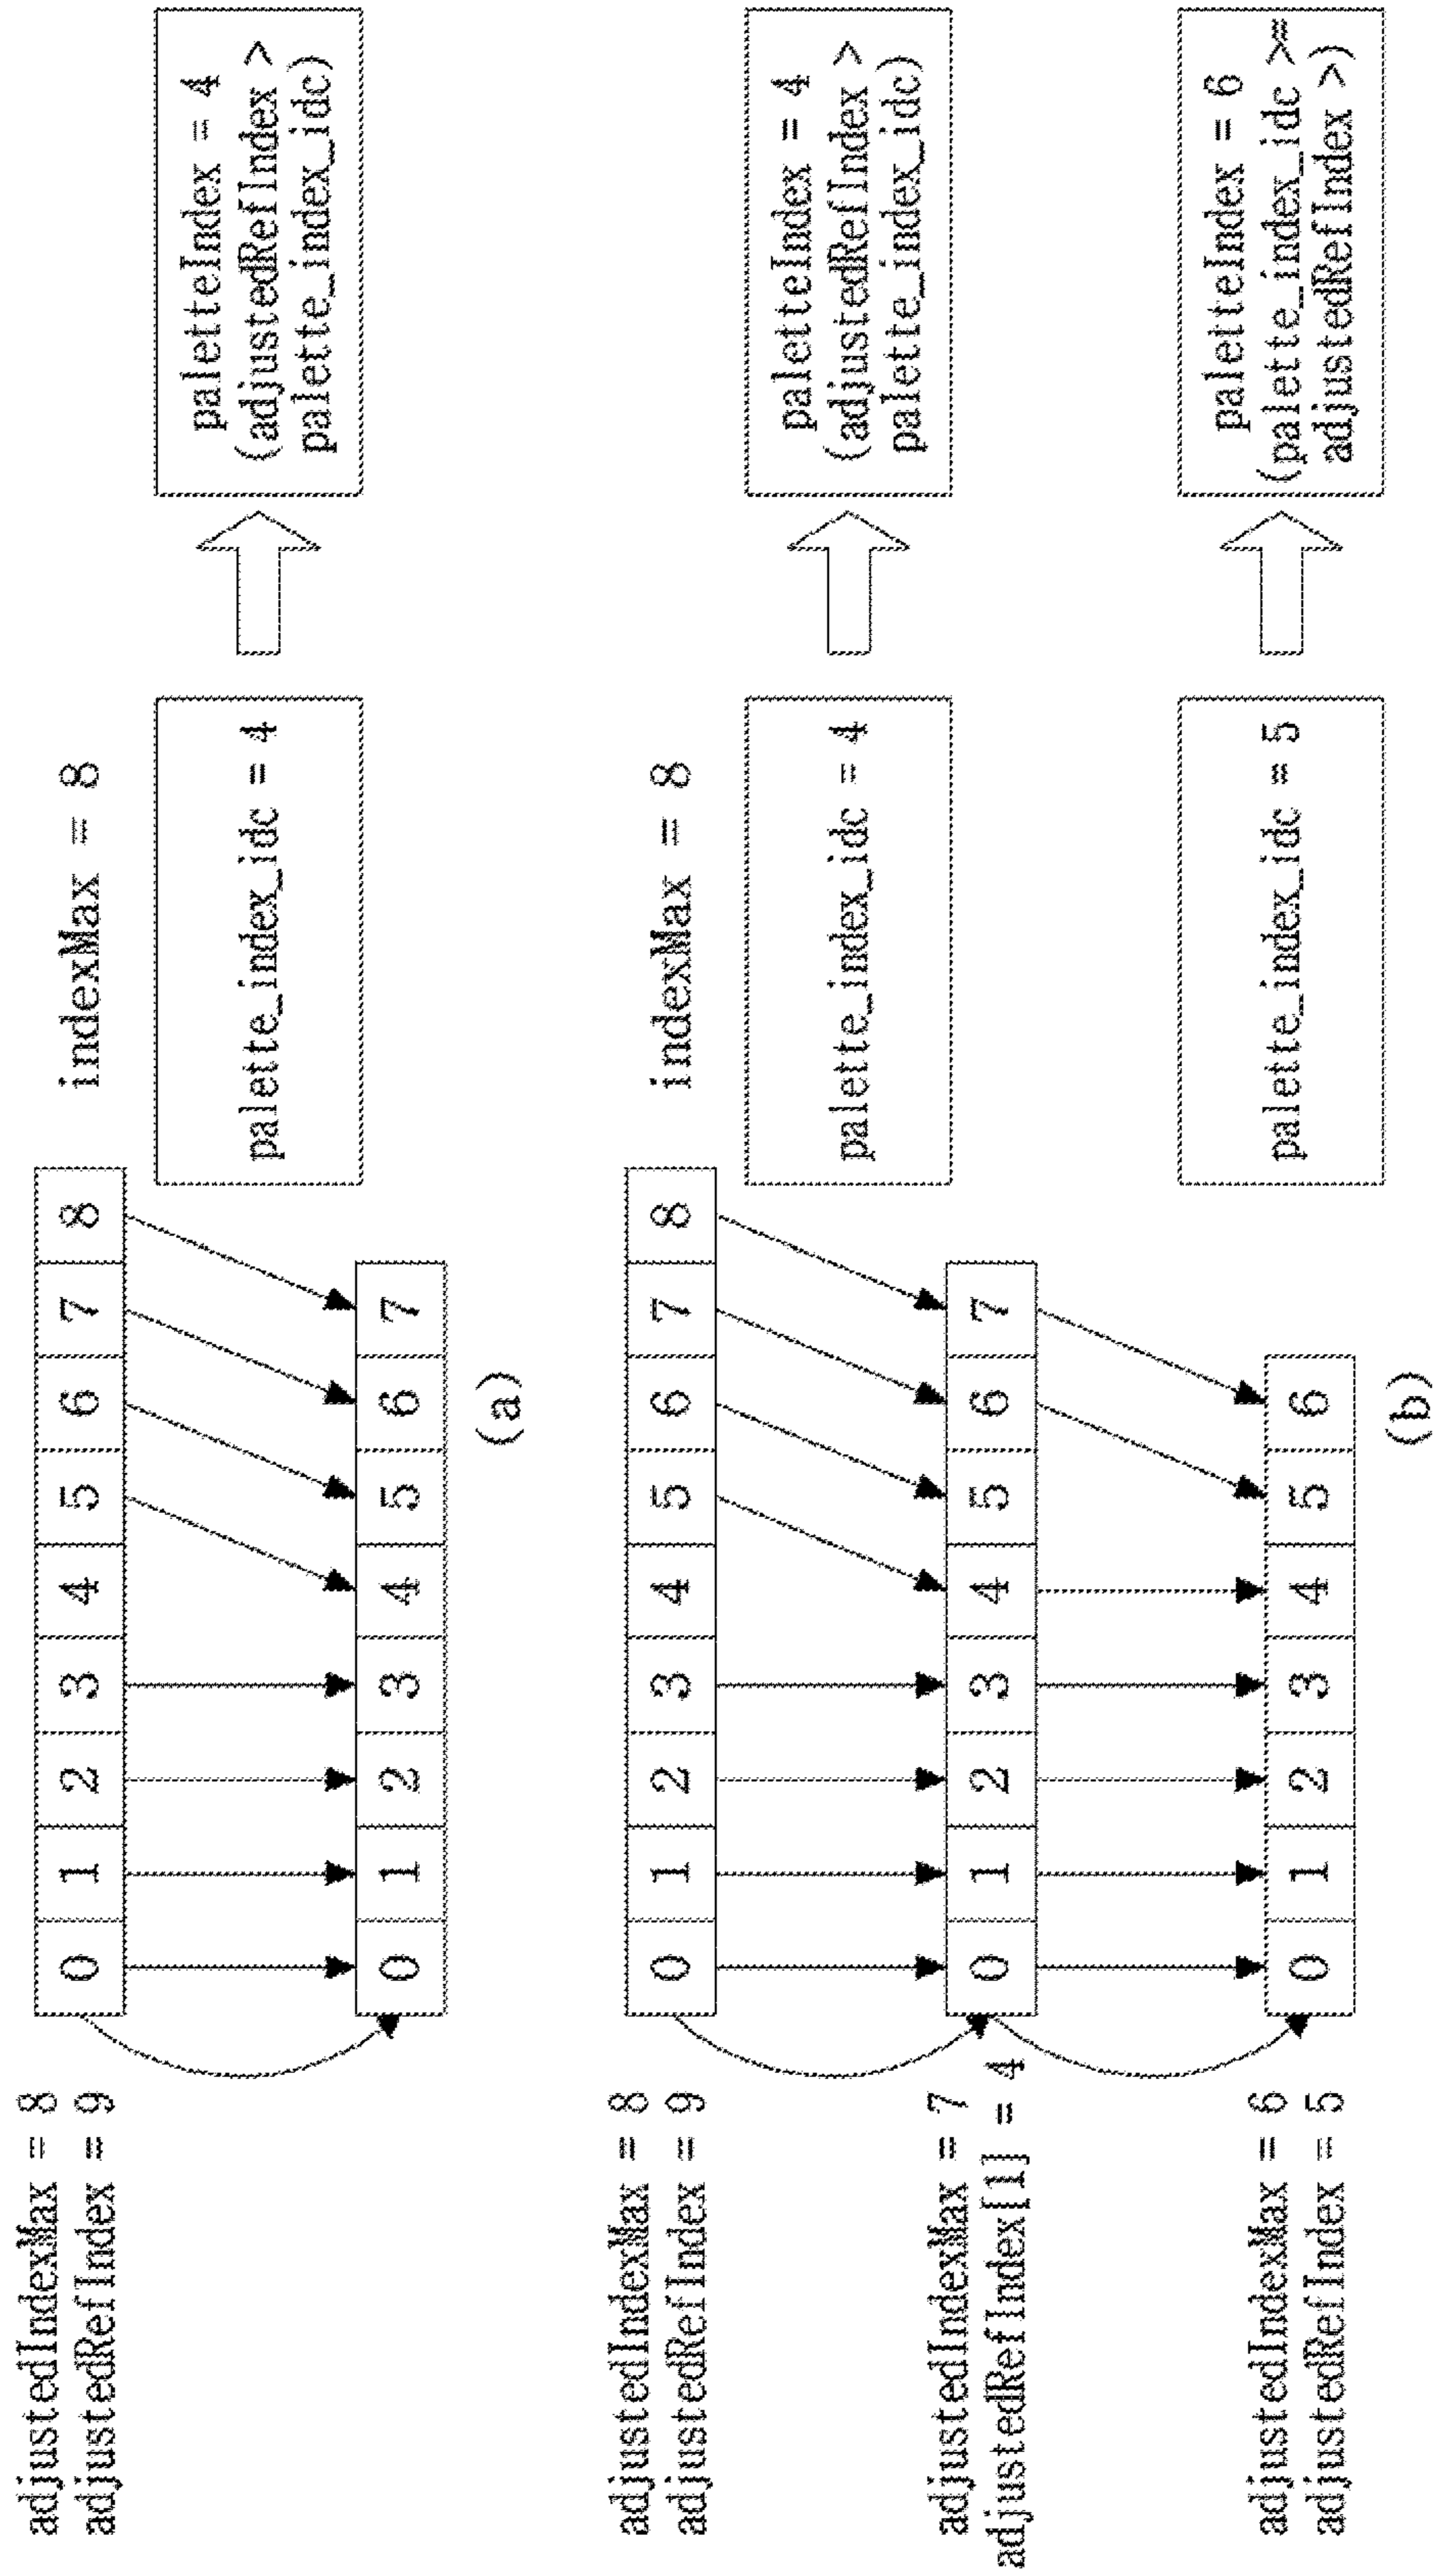 adjustedIndexMax = 8
adjustedRefIndex = 9
0 1 2 3 4 5 6 7 8
indexMax = 8
palette_index_idc = 4
paletteIndex = 4
(adjustedRefIndex >
palette_index_idc)
0 1 2 3 4 5 6 7
(a)
adjustedIndexMax = 8
adjustedRefIndex = 9
0 1 2 3 4 5 6 7 8
indexMax = 8
palette_index_idc = 4
paletteIndex = 4
(adjustedRefIndex >
palette_index_idc)
adjustedIndexMax = 7
adjustedRefIndex[1] = 4
0 1 2 3 4 5 6 7
palette_index_idc = 5
paletteIndex = 6
(palette_index_idc >=
adjustedRefIndex >)
adjustedIndexMax = 6
adjustedRefIndex = 5
0 1 2 3 4 5 6
(b)